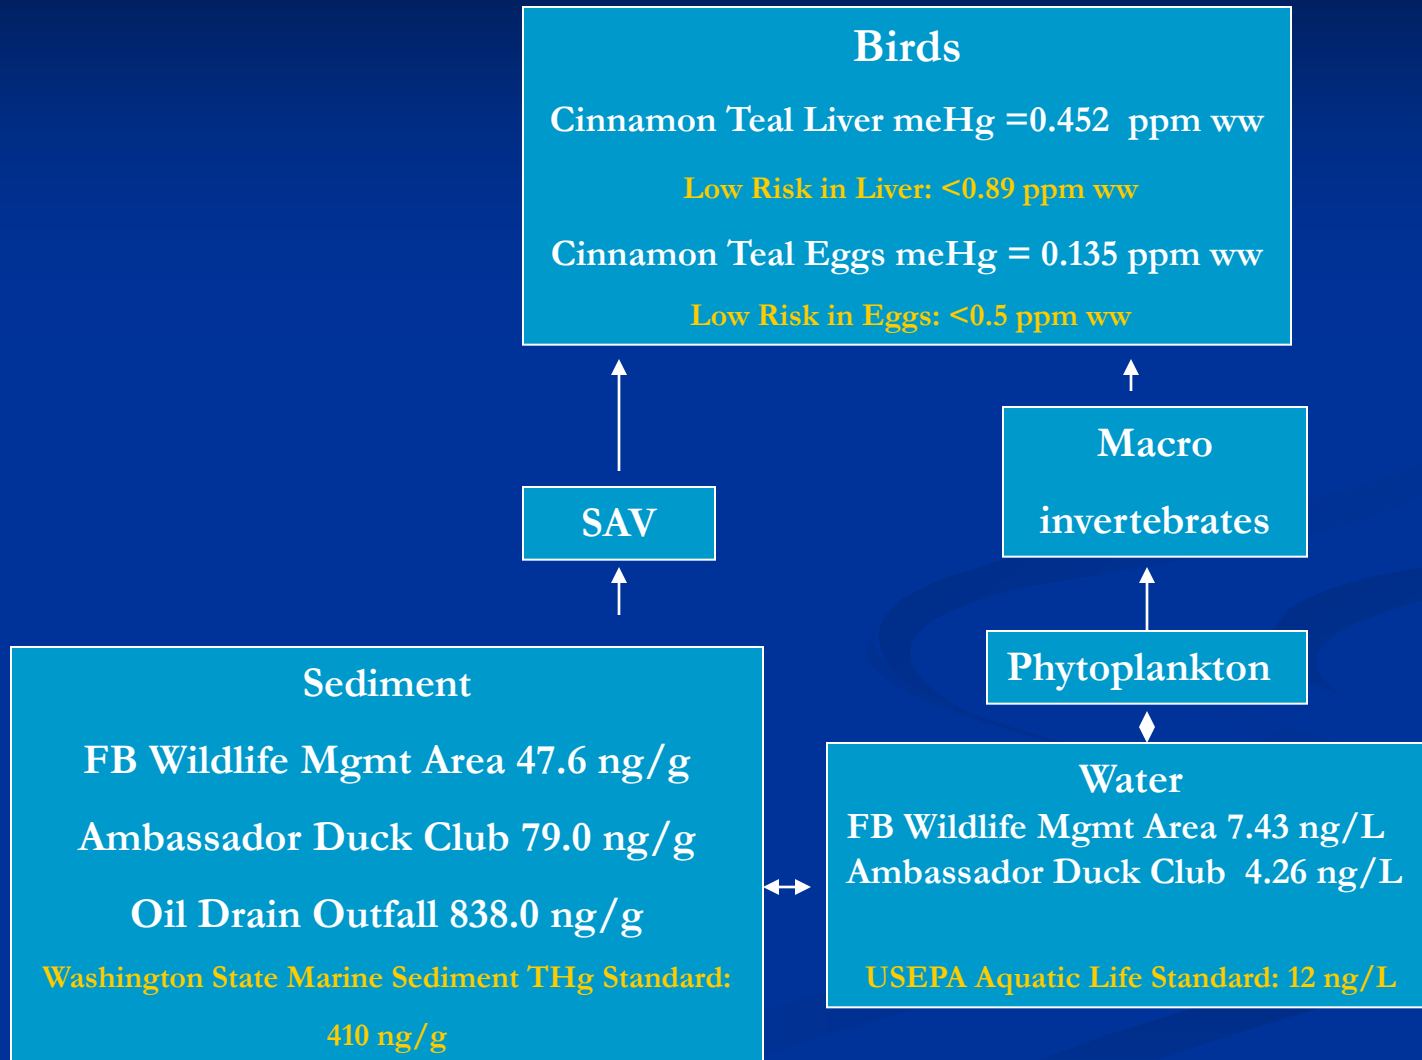 Birds
Cinnamon Teal Liver meHg =0.452 ppm ww
Low Risk in Liver: <0.89 ppm ww
Cinnamon Teal Eggs meHg = 0.135 ppm ww
Low Risk in Eggs: <0.5 ppm ww
Macro
invertebrates
SAV
Phytoplankton
Sediment
FB Wildlife Mgmt Area 47.6 ng/g
Ambassador Duck Club 79.0 ng/g
Oil Drain Outfall 838.0 ng/g
Washington State Marine Sediment THg Standard:
410 ng/g
Water
FB Wildlife Mgmt Area 7.43 ng/L
Ambassador Duck Club 4.26 ng/L
USEPA Aquatic Life Standard: 12 ng/L